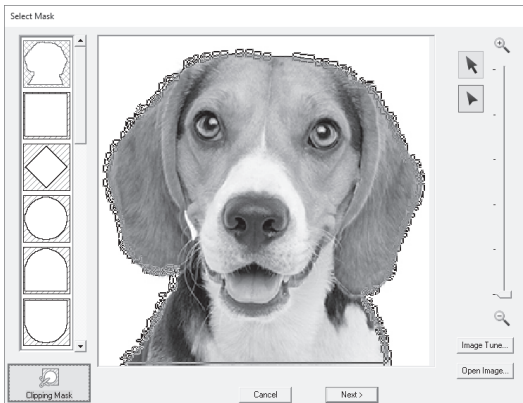 Select Mask
Image Tune...
Open Image...
Clipping Mask
Cancel
Next >